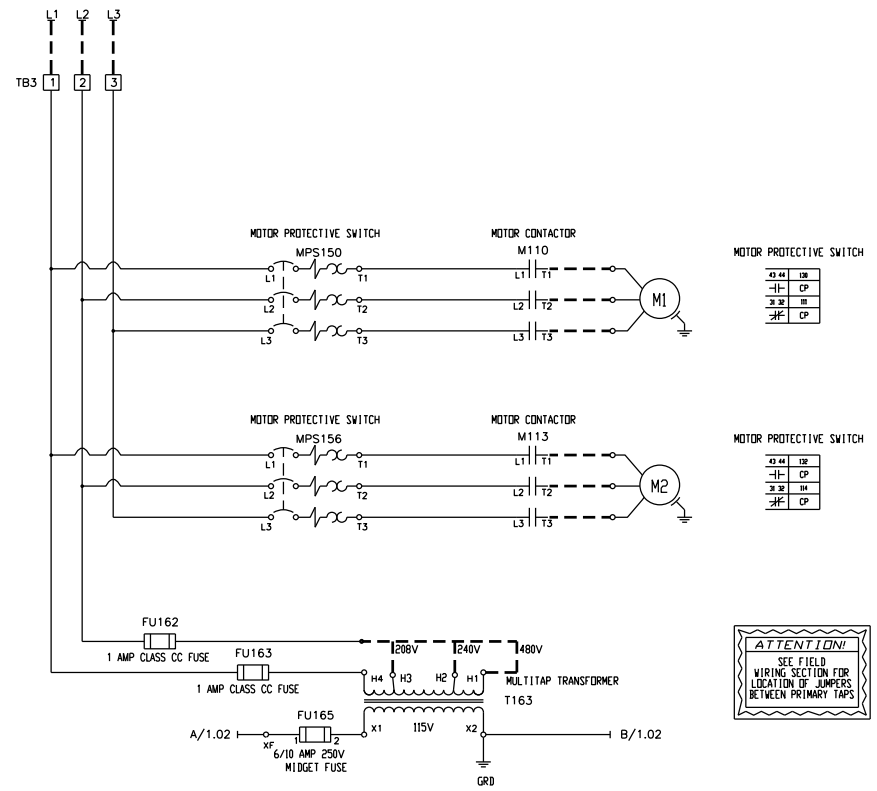 L1 L2 L3
TB3 1 2 3
MOTOR PROTECTIVE SWITCH
MPS150
MOTOR CONTACTOR
M110
MOTOR PROTECTIVE SWITCH
L1 T1 L1 T1
L2 T2 L2 T2
L3 T3 L3 T3
M1
43 44 130
CP
31 32 111
CP
MOTOR PROTECTIVE SWITCH
MPS156
MOTOR CONTACTOR
M113
MOTOR PROTECTIVE SWITCH
L1 T1 L1 T1
L2 T2 L2 T2
L3 T3 L3 T3
M2
43 44 132
CP
31 32 114
CP
FU162
1 AMP CLASS CC FUSE
FU163
1 AMP CLASS CC FUSE
208V 240V 480V
H4 H3 H2 H1
MULTITAP TRANSFORMER
T163
A/1.02
XF
FU165
1 2
6/10 AMP 250V
MIDGET FUSE
X1 115V X2
B/1.02
GRD
ATTENTION!
SEE FIELD
WIRING SECTION FOR
LOCATION OF JUMPERS
BETWEEN PRIMARY TAPS